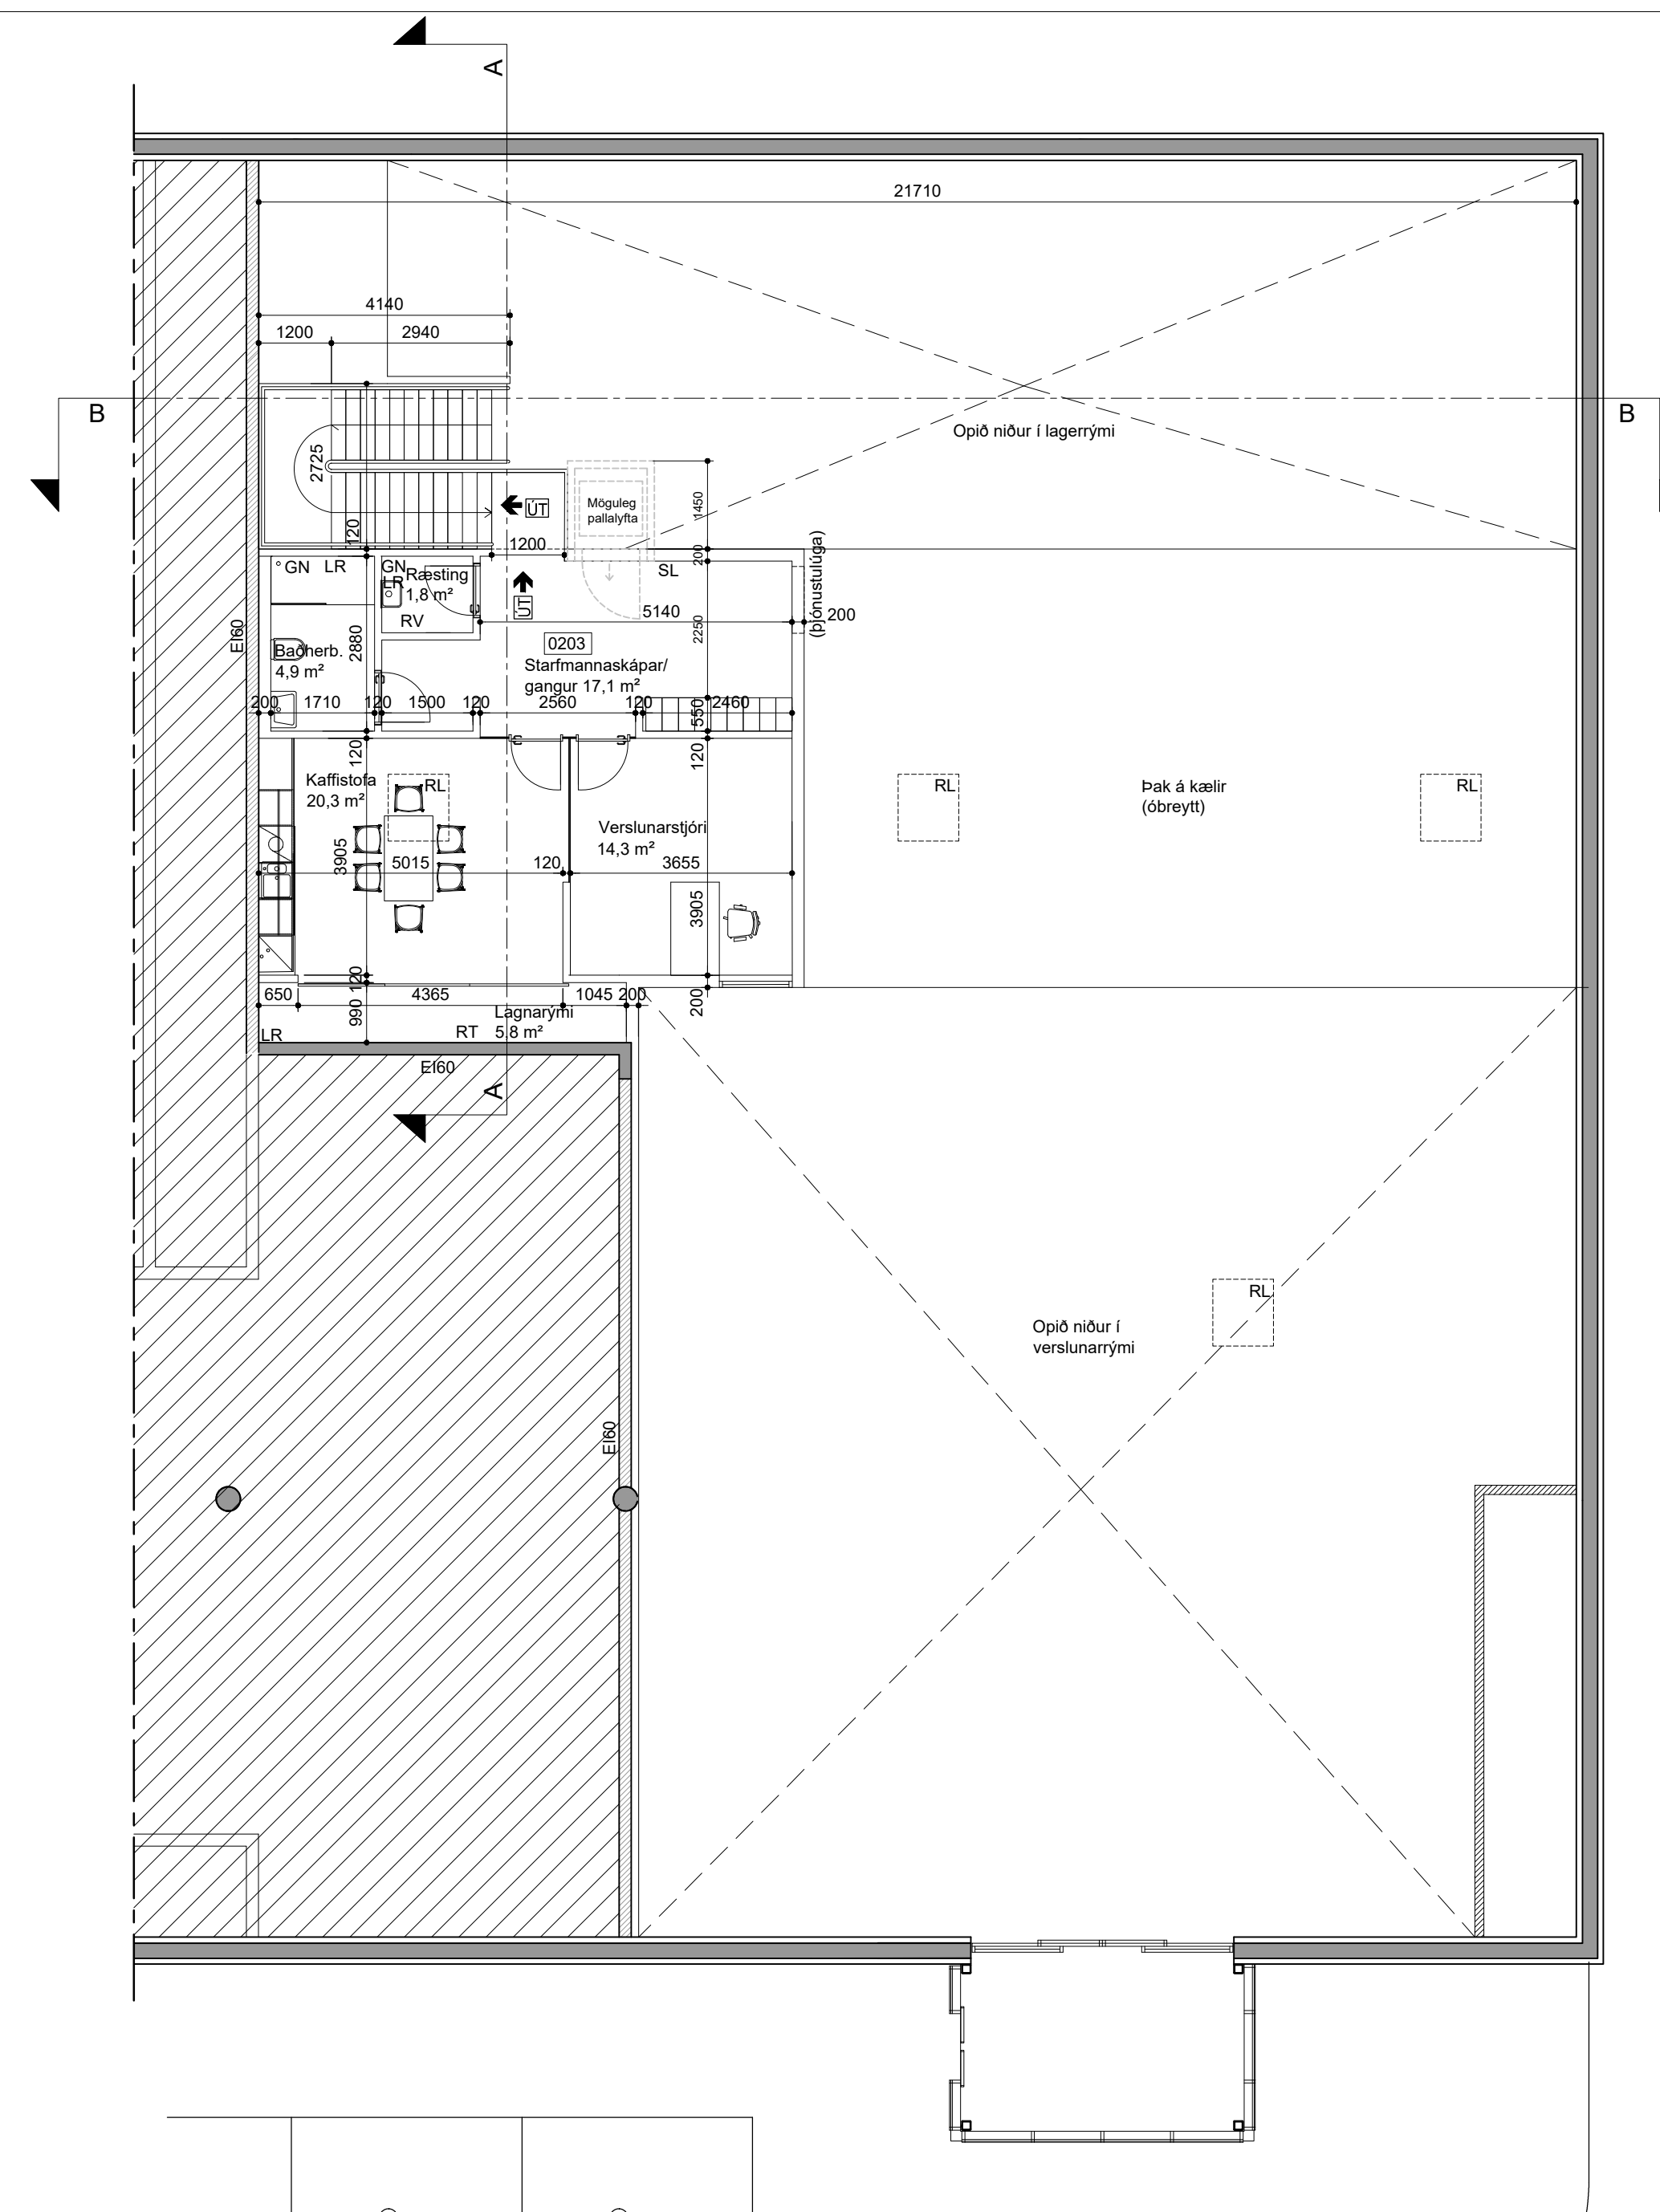 A
21710
4140
1200
2940
B
B
Opið niður í lagerrými
2725
Möguleg
pallalyfta
1450
ÚT
120
1200
200
GN
LR
GN
LR
Ræsting
1,8 m²
RV
SL
ÚT
5140
200
(þjónustulúga)
2250
EI60
2880
Baðherb.
4,9 m²
0203
Starfmannaskápar/
gangur 17,1 m²
200
1710
120
1500
120
2560
120
2460
550
120
120
Kaffistofa
20,3 m²
RL
RL
Þak á kælir
(óbreytt)
RL
Verslunarstjóri
14,3 m²
3905
5015
120
3655
3905
120
650
4365
1045
200
990
200
Lagnarými
5,8 m²
LR
RT
EI60
A
RL
Opið niður í
verslunarrými
EI60